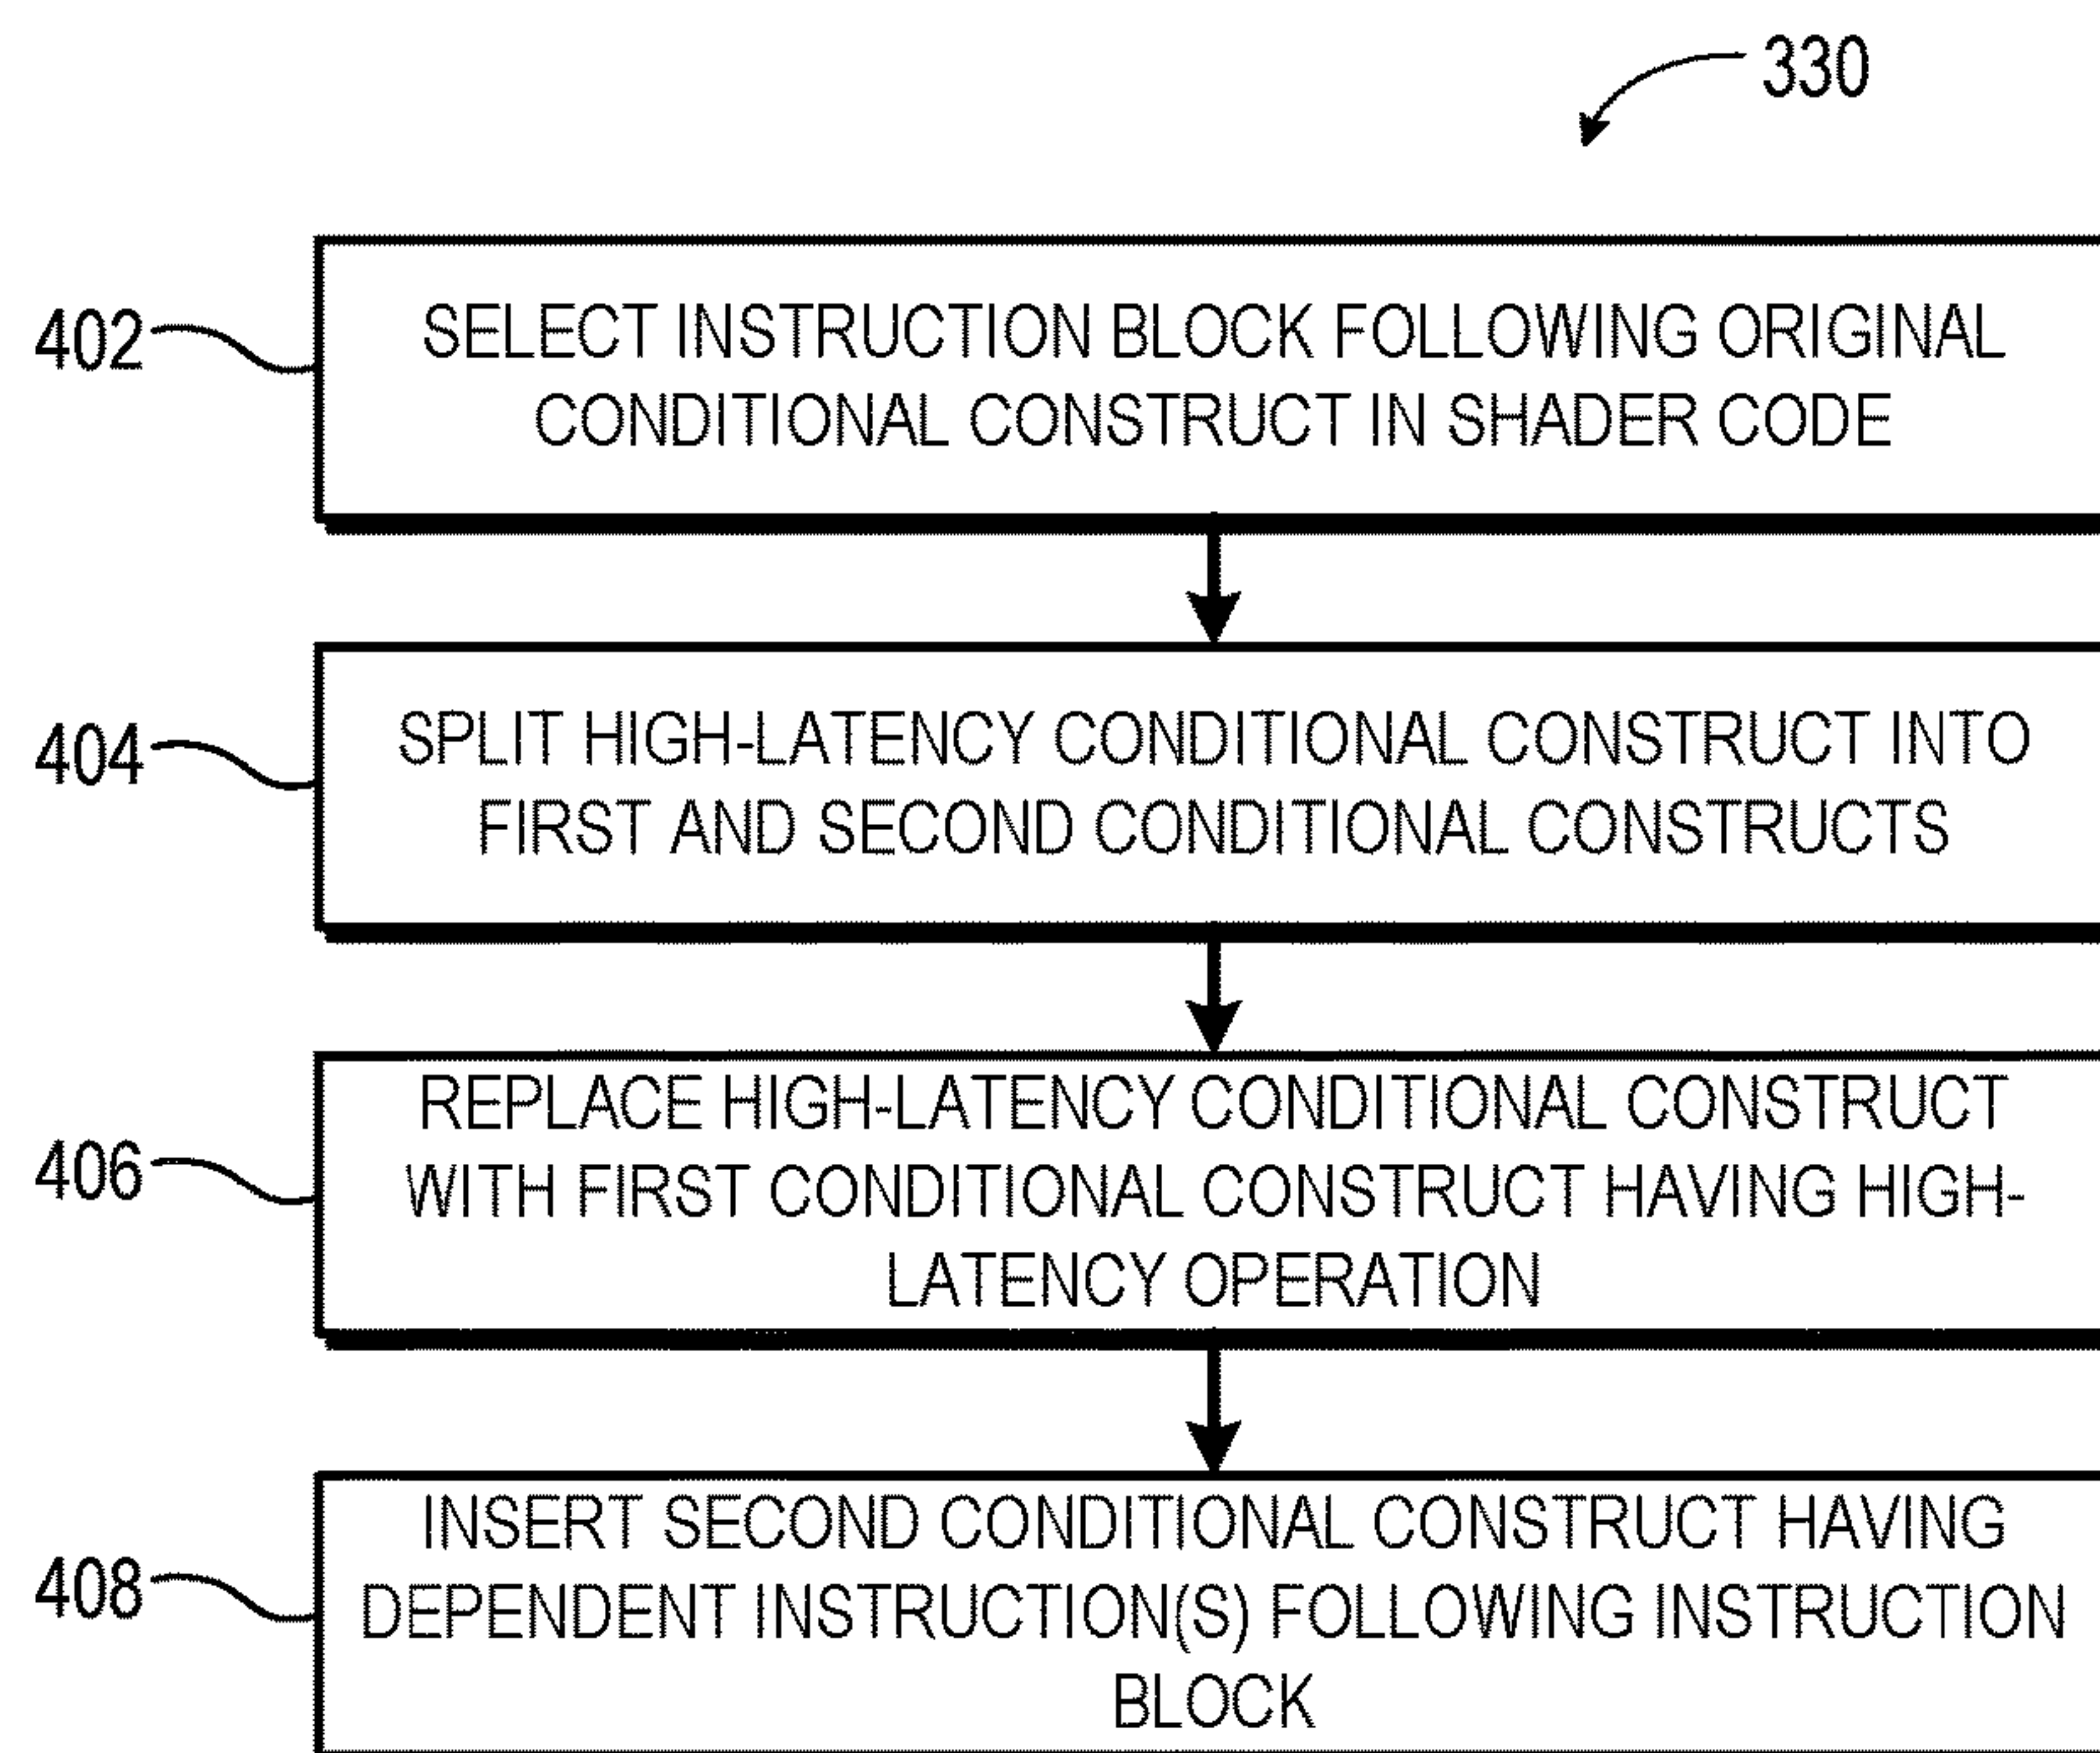 330
402
SELECT INSTRUCTION BLOCK FOLLOWING ORIGINAL
CONDITIONAL CONSTRUCT IN SHADER CODE
404
SPLIT HIGH-LATENCY CONDITIONAL CONSTRUCT INTO
FIRST AND SECOND CONDITIONAL CONSTRUCTS
406
REPLACE HIGH-LATENCY CONDITIONAL CONSTRUCT
WITH FIRST CONDITIONAL CONSTRUCT HAVING HIGH-
LATENCY OPERATION
408
INSERT SECOND CONDITIONAL CONSTRUCT HAVING
DEPENDENT INSTRUCTION(S) FOLLOWING INSTRUCTION
BLOCK